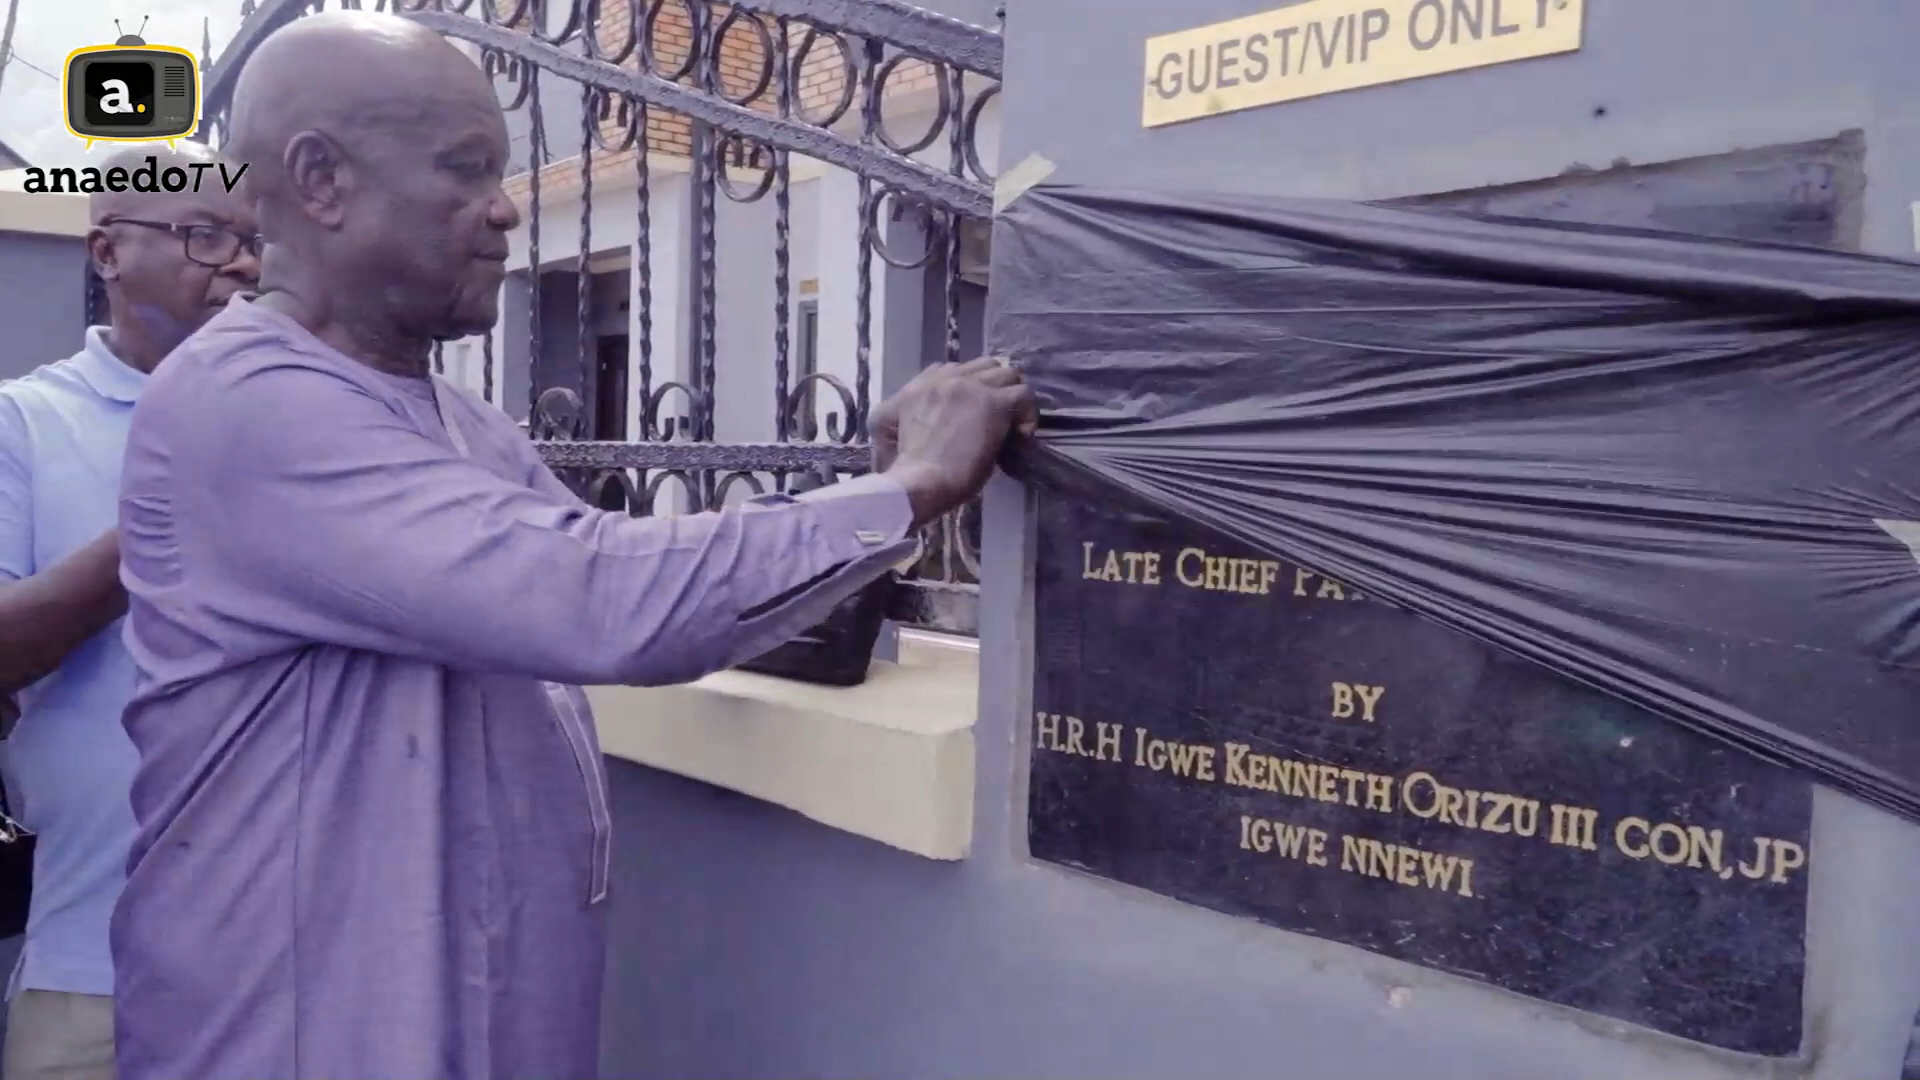 a.
anaedoTV
GUEST/VIP ONLY
LATE CHIEF
BY
H.R.H IGWE KENNETH ORIZU III CON, JP
IGWE NNEWI